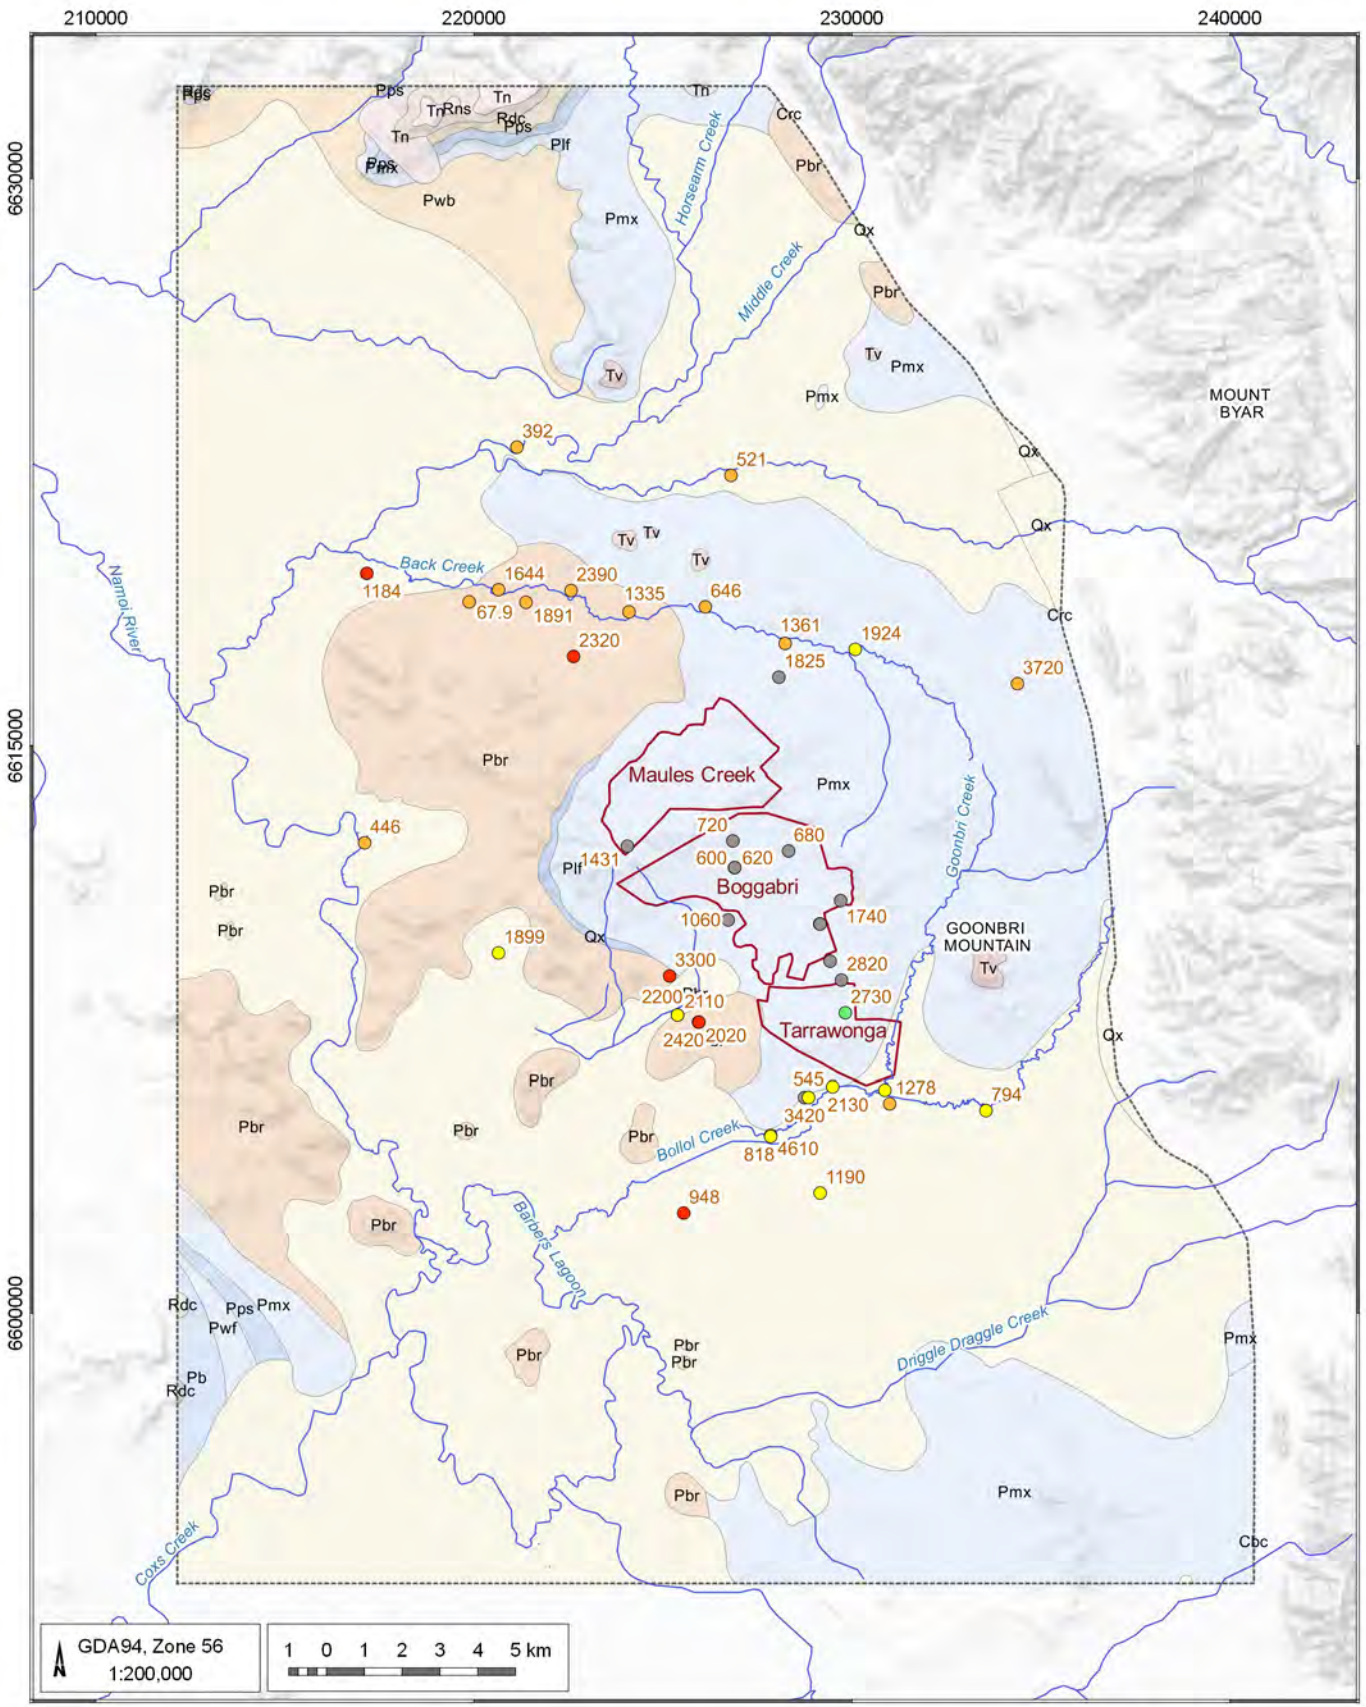 210000
220000
230000
240000
6630000
6615000
6600000
Rdc
Pps
Pps
Tn
Tn
Rns
Tn
Rdc
Pps
Tn
Plf
Pps
Pmx
Pwb
Pmx
Horsearm Creek
Crc
Pbr
Qx
Middle Creek
Pbr
Tv
Pmx
Tv
Pmx
MOUNT
BYAR
392
521
Qx
Qx
Tv
Tv
Tv
Back Creek
Namoi River
1184
1644
2390
67.9
1891
1335
646
2320
1361
1924
1825
Crc
3720
Pbr
Maules Creek
Pmx
Goonbri Creek
446
720
680
1431
600
620
Plf
Boggabri
Pbr
Pbr
1060
1740
GOONBRI
MOUNTAIN
Tv
1899
Qx
3300
2820
2200
2110
2730
2420
2020
Tarrawonga
Qx
Pbr
545
1278
794
3420
2130
Pbr
Pbr
Pbr
Bollol Creek
818
4610
1190
948
Pbr
Barbers Lagoon
Rdc
Pps
Pmx
Pwf
Pb
Rdc
Pbr
Pbr
Pbr
Driggle Draggle Creek
Pmx
Pbr
Pmx
Cbc
Coxs Creek
GDA94, Zone 56
1:200,000
N
1 0 1 2 3 4 5 km